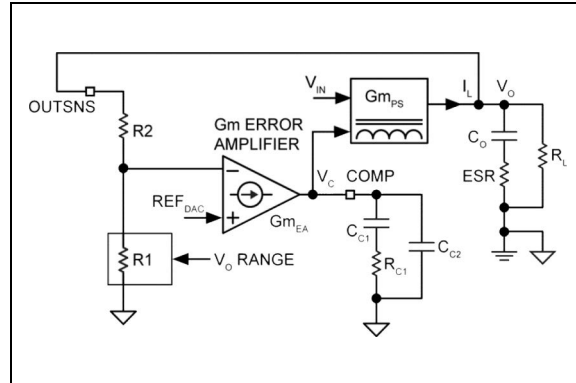 V_IN
Gm_PS
I_L
V_O
OUTSNS
R2
Gm ERROR
AMPLIFIER
C_O
ESR
R_L
V_C
COMP
REF_DAC
−
+
Gm_EA
C_C1
R_C1
C_C2
R1
V_O RANGE